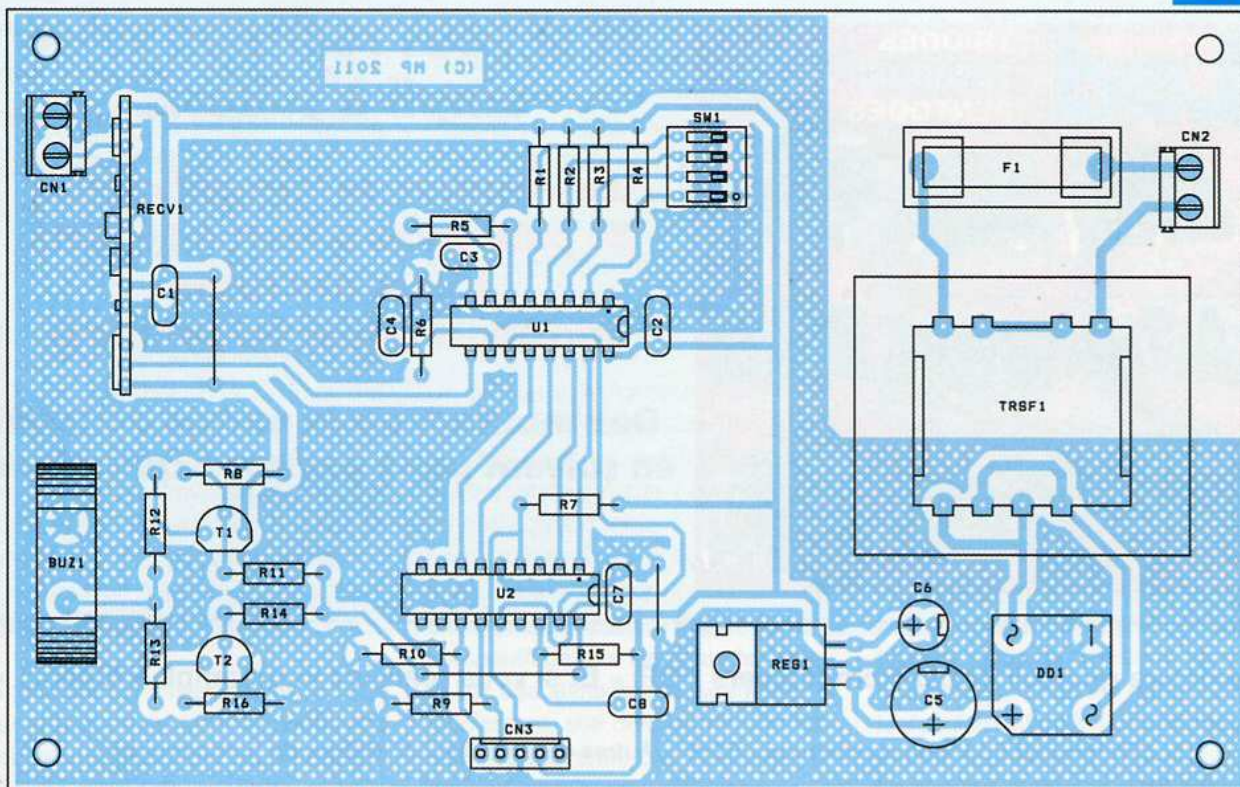 (C) MP 2011
SW1
CN2
CN1
RECV1
R1
R2
R3
R4
F1
R5
C3
C1
C4
R6
U1
C2
TRSF1
R8
R12
T1
R7
BUZ1
R11
U2
C7
R14
C6
R13
T2
R10
R15
REG1
DD1
R16
R9
C8
C5
CN3